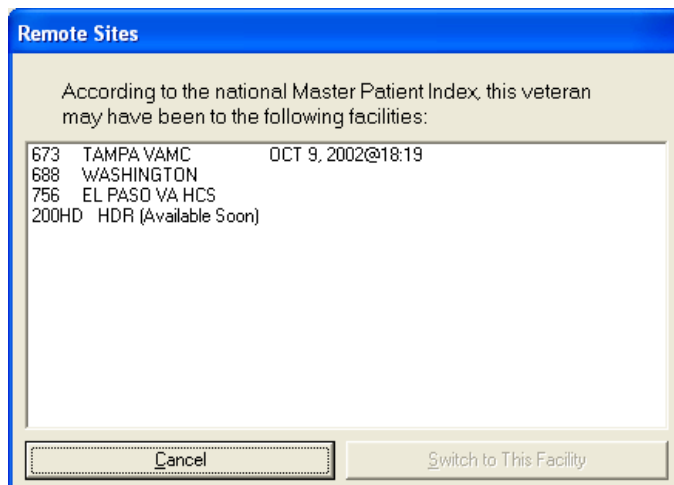 Remote Sites
According to the national Master Patient Index, this veteran
may have been to the following facilities:
673 TAMPA VAMC OCT 9, 2002@18:19
688 WASHINGTON
756 EL PASO VA HCS
200HD HDR (Available Soon)
Cancel Switch to This Facility